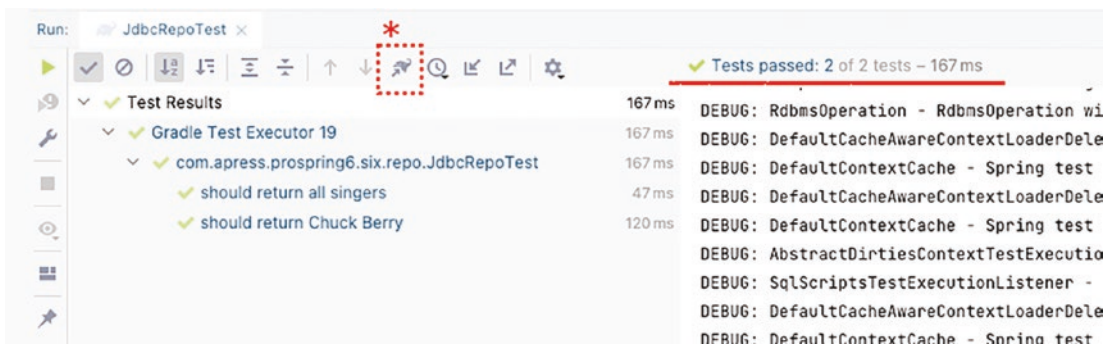 Run: JdbcRepoTest ×
*
Tests passed: 2 of 2 tests – 167 ms
Test Results 167 ms
Gradle Test Executor 19 167 ms
com.apress.prospring6.six.repo.JdbcRepoTest 167 ms
should return all singers 47 ms
should return Chuck Berry 120 ms
DEBUG: RdbmsOperation - RdbmsOperation wi
DEBUG: DefaultCacheAwareContextLoaderDele
DEBUG: DefaultContextCache - Spring test
DEBUG: DefaultCacheAwareContextLoaderDele
DEBUG: DefaultContextCache - Spring test
DEBUG: AbstractDirtiesContextTestExecutio
DEBUG: SqlScriptsTestExecutionListener -
DEBUG: DefaultCacheAwareContextLoaderDele
DEBUG: DefaultContextCache - Spring test